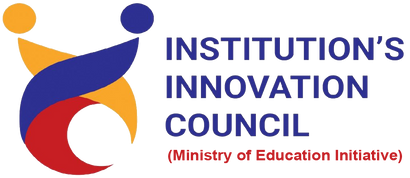 INSTITUTION'S
INNOVATION
COUNCIL
(Ministry of Education Initiative)